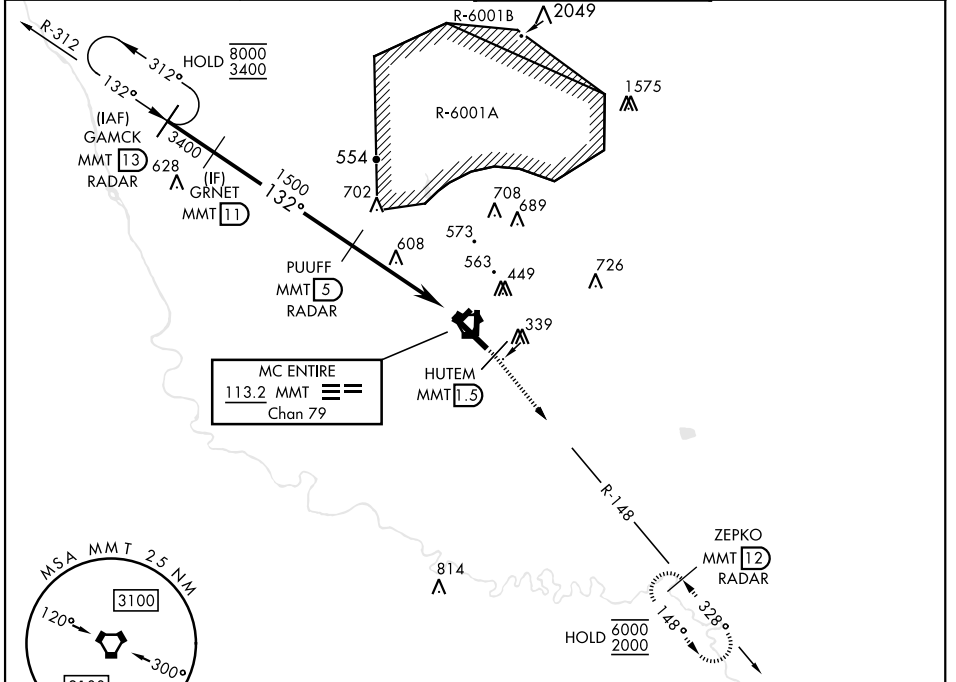 R-6001B
2049
R-312
HOLD 8000
3400
312°
132°
1575
R-6001A
(IAF)
GAMCK
MMT 13
RADAR
3400
628
(IF)
GRNET
MMT 11
554
1500
132°
702
708
689
573
608
563
449
726
PUUFF
MMT 5
RADAR
339
MC ENTIRE
113.2 MMT
Chan 79
HUTEM
MMT 1.5
R-148
ZEPKO
MMT 12
RADAR
MSA MMT 25 NM
3100
120°
300°
814
328°
148°
HOLD 6000
2000